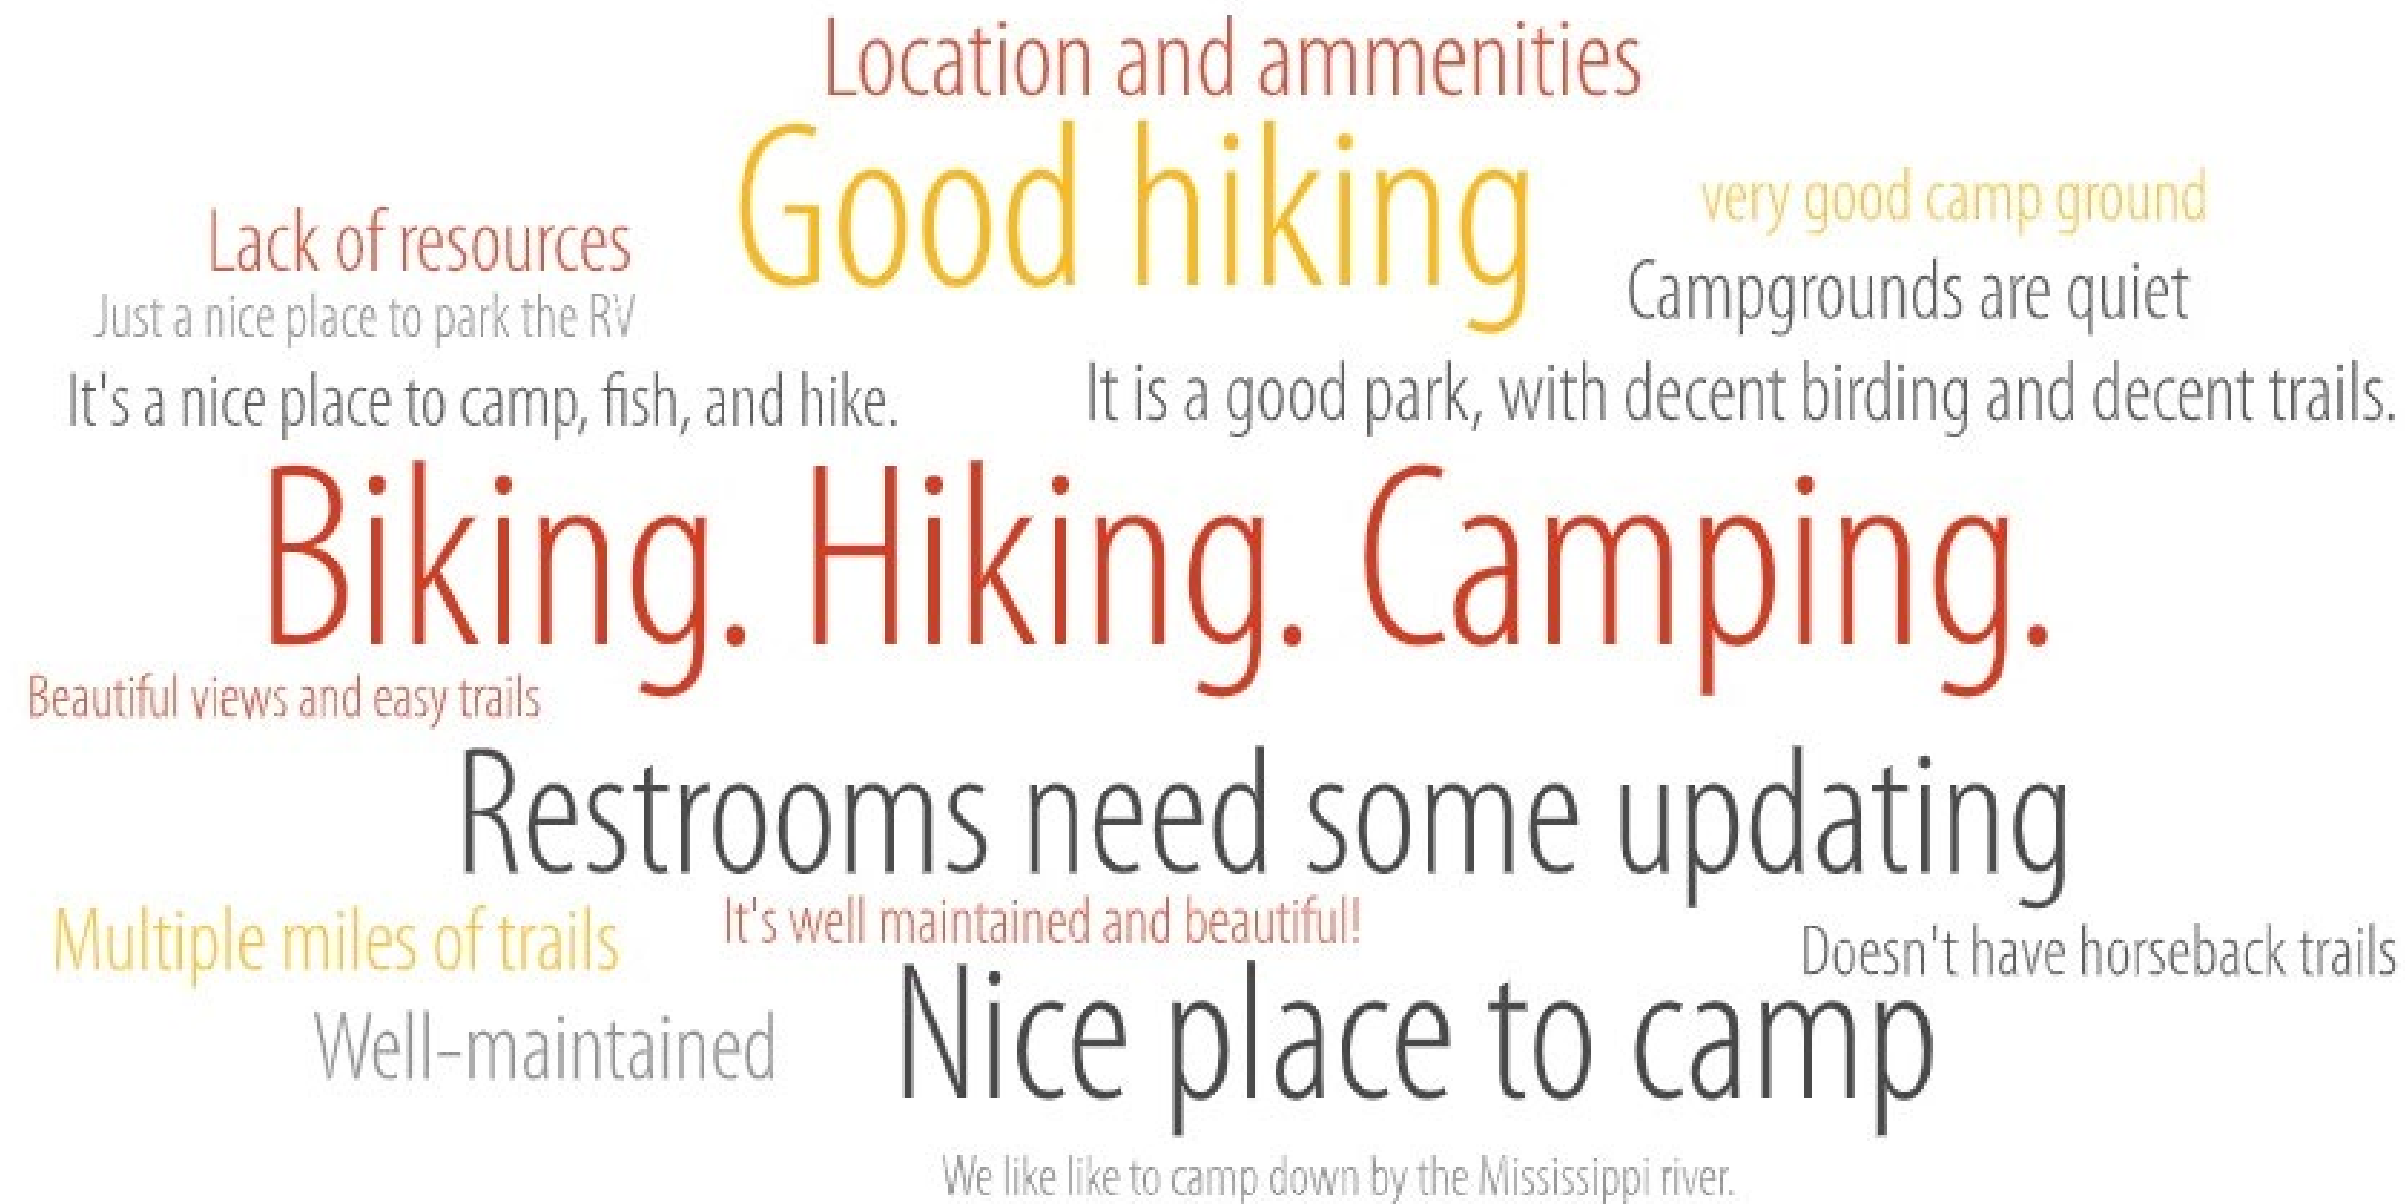 Location and ammenities
Good hiking
very good camp ground
Lack of resources
Campgrounds are quiet
Just a nice place to park the RV
It's a nice place to camp, fish, and hike.
It is a good park, with decent birding and decent trails.
Biking. Hiking. Camping.
Beautiful views and easy trails
Restrooms need some updating
Multiple miles of trails
It's well maintained and beautiful!
Doesn't have horseback trails
Well-maintained
Nice place to camp
We like like to camp down by the Mississippi river.